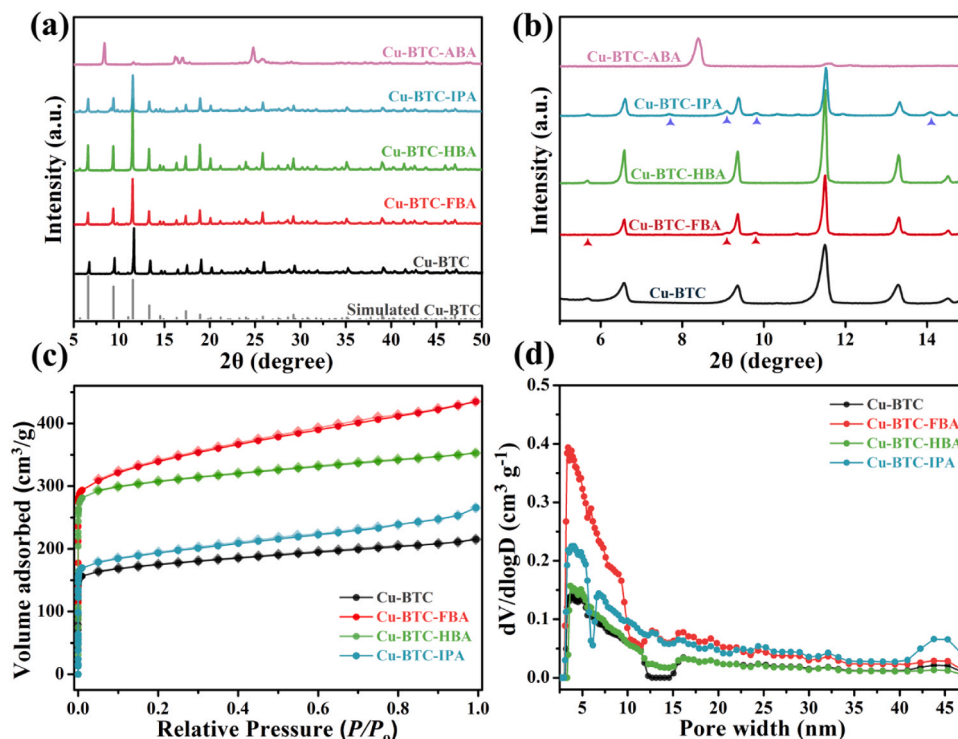 (a)
Cu-BTC-ABA
Cu-BTC-IPA
Cu-BTC-HBA
Cu-BTC-FBA
Cu-BTC
Simulated Cu-BTC
Intensity (a.u.)
5 10 15 20 25 30 35 40 45 50
2θ (degree)
(b)
Cu-BTC-ABA
Cu-BTC-IPA
Cu-BTC-HBA
Cu-BTC-FBA
Cu-BTC
Intensity (a.u.)
6 8 10 12 14
2θ (degree)
(c)
Volume adsorbed (cm³/g)
400
300
200
100
0
Cu-BTC
Cu-BTC-FBA
Cu-BTC-HBA
Cu-BTC-IPA
0.0 0.2 0.4 0.6 0.8 1.0
Relative Pressure (P/Pₒ)
(d)
dV/dlogD (cm³ g⁻¹)
0.5
0.4
0.3
0.2
0.1
0.0
Cu-BTC
Cu-BTC-FBA
Cu-BTC-HBA
Cu-BTC-IPA
5 10 15 20 25 30 35 40 45
Pore width (nm)